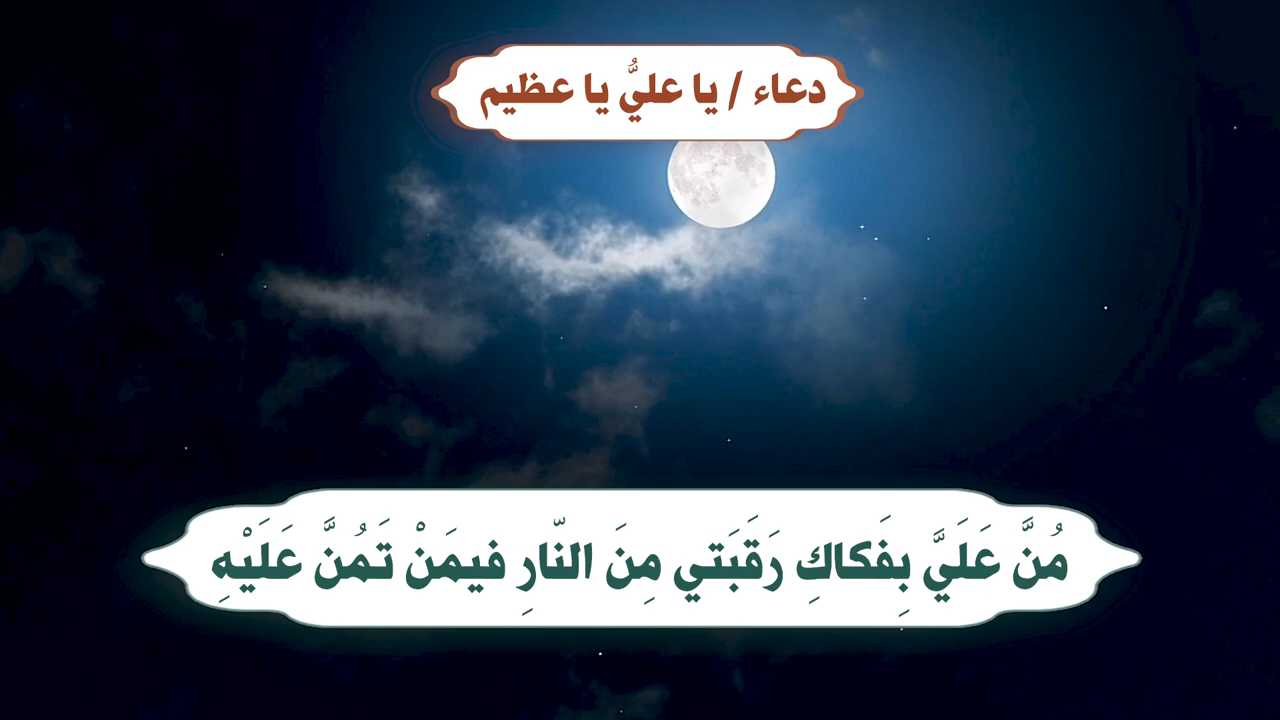 دعاء / يا عليُّ يا عظيم
مُنَّ عَلَيَّ بِفَكاكِ رَقَبَتي مِنَ النّارِ فيمَنْ تَمُنَّ عَلَيْهِ